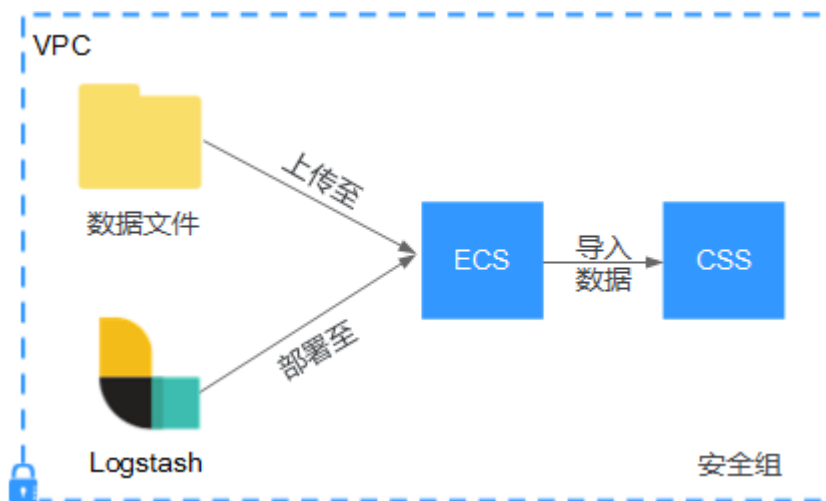 VPC
数据文件
上传至
ECS
导入
数据
CSS
部署至
Logstash
安全组